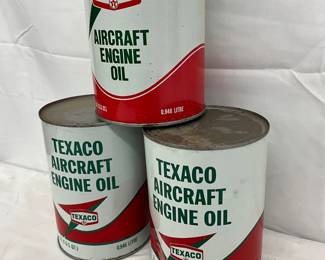 AIRCRAFT
ENGINE
OIL
0.946 LITRE
TEXACO
AIRCRAFT
ENGINE OIL
TEXACO
0.946 LITRE
TEXACO
AIRCRAFT
ENGINE OIL
TEXACO